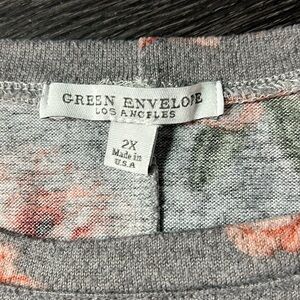 GREEN ENVELOPE
LOS ANGELES
2X
Made in
U.S.A